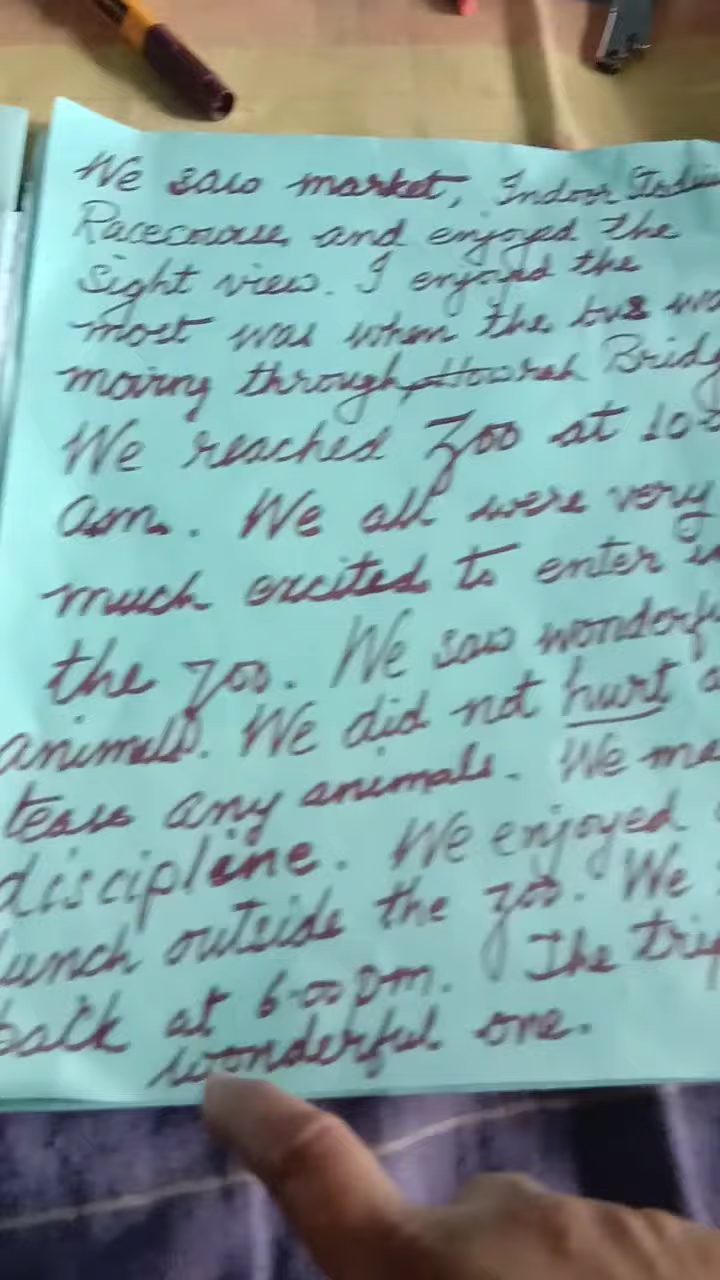 We saw market, Indoor
Racecourse and enjoyed the
Sight view. I enjoyed the
most was when the bus
moving through Howrah
We reached Zoo at
am. We all were very
much excited to enter
the zoo. We saw
animals. We did not hurt
tease any animals. We
discipline. We enjoyed
lunch outside the zoo. We
back at 6.00 pm. The
wonderful one.